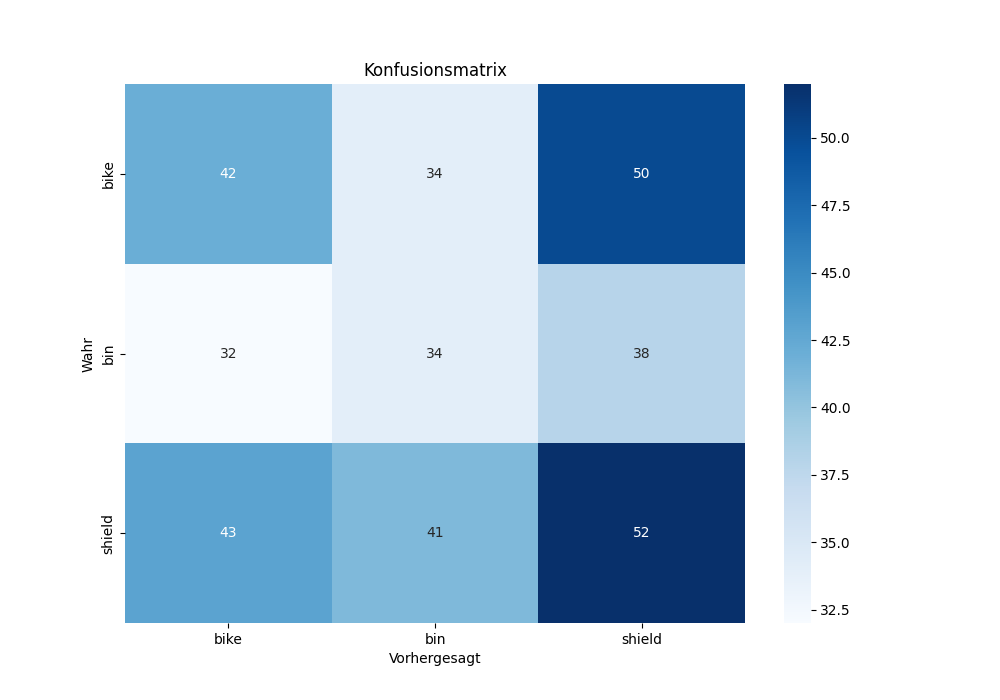 Konfusionsmatrix
bike 42 34 50
bin 32 34 38
shield 43 41 52
Wahr
bike bin shield
Vorhergesagt
50.0
47.5
45.0
42.5
40.0
37.5
35.0
32.5